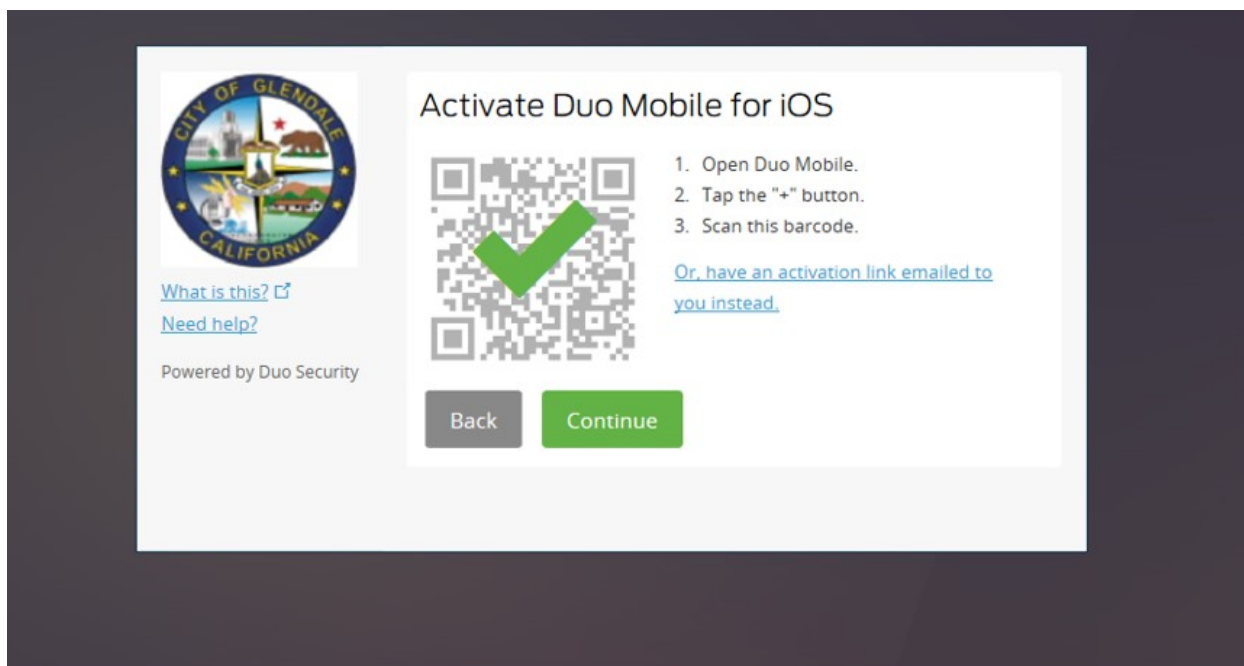 CITY OF GLENDALE
CALIFORNIA
What is this?
Need help?
Powered by Duo Security
Activate Duo Mobile for iOS
1. Open Duo Mobile.
2. Tap the "+" button.
3. Scan this barcode.
Or, have an activation link emailed to
you instead.
Back
Continue